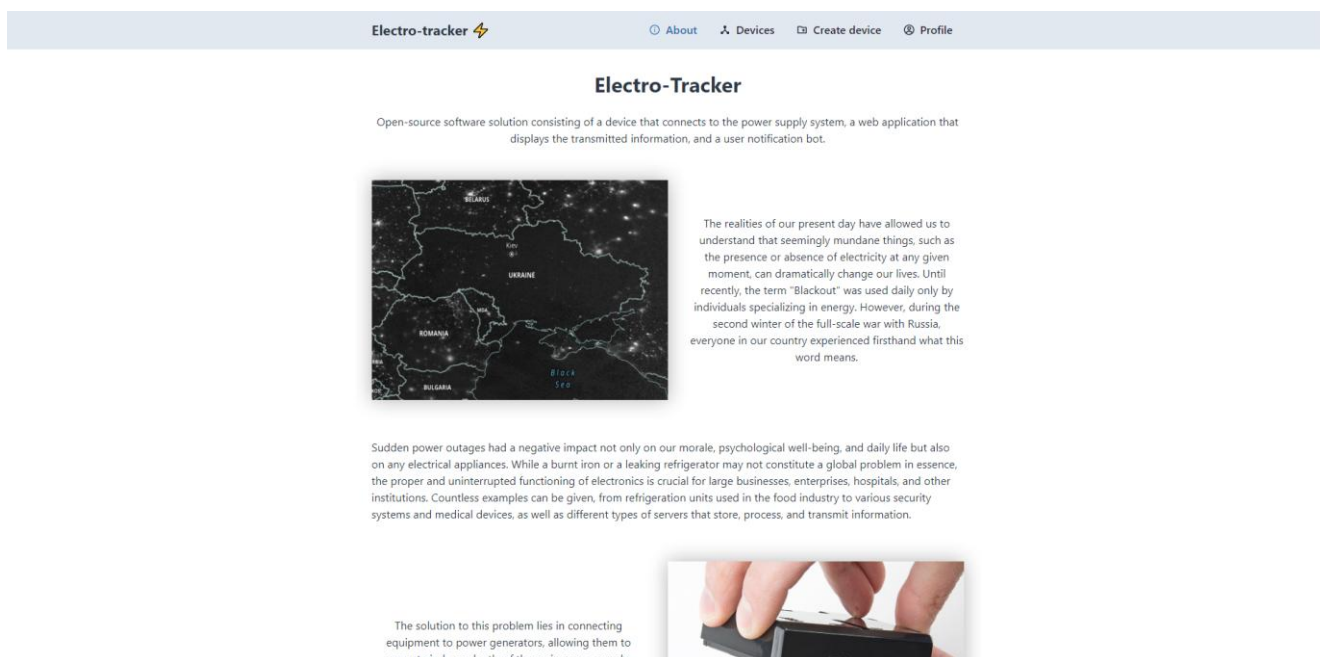 Electro-tracker
About
Devices
Create device
Profile
Electro-Tracker
Open-source software solution consisting of a device that connects to the power supply system, a web application that
displays the transmitted information, and a user notification bot.
BELARUS
Kiev
UKRAINE
MDA
ROMANIA
BULGARIA
Black
Sea
The realities of our present day have allowed us to
understand that seemingly mundane things, such as
the presence or absence of electricity at any given
moment, can dramatically change our lives. Until
recently, the term "Blackout" was used daily only by
individuals specializing in energy. However, during the
second winter of the full-scale war with Russia,
everyone in our country experienced firsthand what this
word means.
Sudden power outages had a negative impact not only on our morale, psychological well-being, and daily life but also
on any electrical appliances. While a burnt iron or a leaking refrigerator may not constitute a global problem in essence,
the proper and uninterrupted functioning of electronics is crucial for large businesses, enterprises, hospitals, and other
institutions. Countless examples can be given, from refrigeration units used in the food industry to various security
systems and medical devices, as well as different types of servers that store, process, and transmit information.
The solution to this problem lies in connecting
equipment to power generators, allowing them to